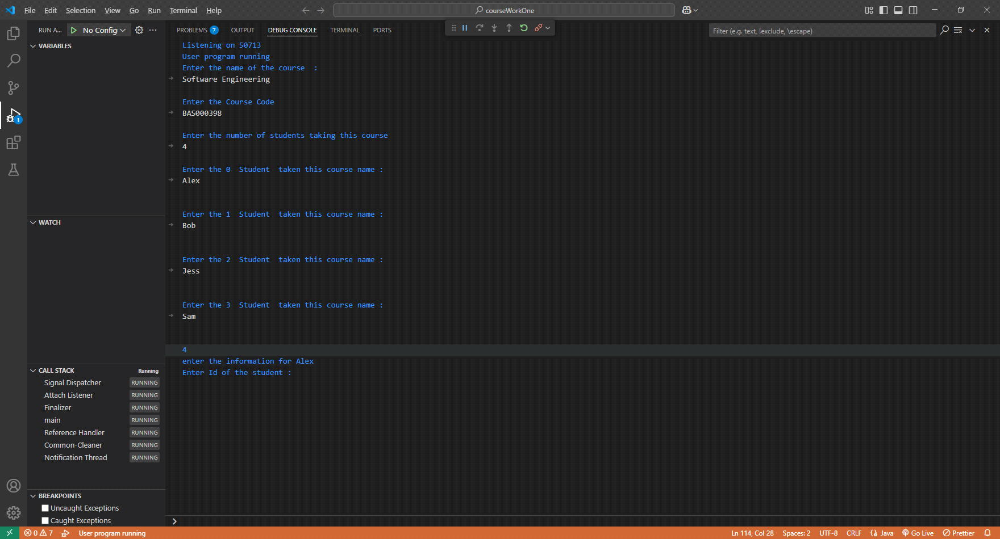 File Edit Selection View Go Run Terminal Help
courseWorkOne
RUN A... No Config
PROBLEMS 7 OUTPUT DEBUG CONSOLE TERMINAL PORTS
Filter (e.g. text, !exclude, \escape)
VARIABLES
WATCH
CALL STACK Running
Signal Dispatcher RUNNING
Attach Listener RUNNING
Finalizer RUNNING
main RUNNING
Reference Handler RUNNING
Common-Cleaner RUNNING
Notification Thread RUNNING
BREAKPOINTS
Uncaught Exceptions
Caught Exceptions
1
Listening on 50713
User program running
Enter the name of the course  :
Software Engineering
Enter the Course Code
BAS000398
Enter the number of students taking this course
4
Enter the 0  Student  taken this course name :
Alex
Enter the 1  Student  taken this course name :
Bob
Enter the 2  Student  taken this course name :
Jess
Enter the 3  Student  taken this course name :
Sam
4
enter the information for Alex
Enter Id of the student :
0 7 User program running
Ln 114, Col 28 Spaces: 2 UTF-8 CRLF Java Go Live Prettier